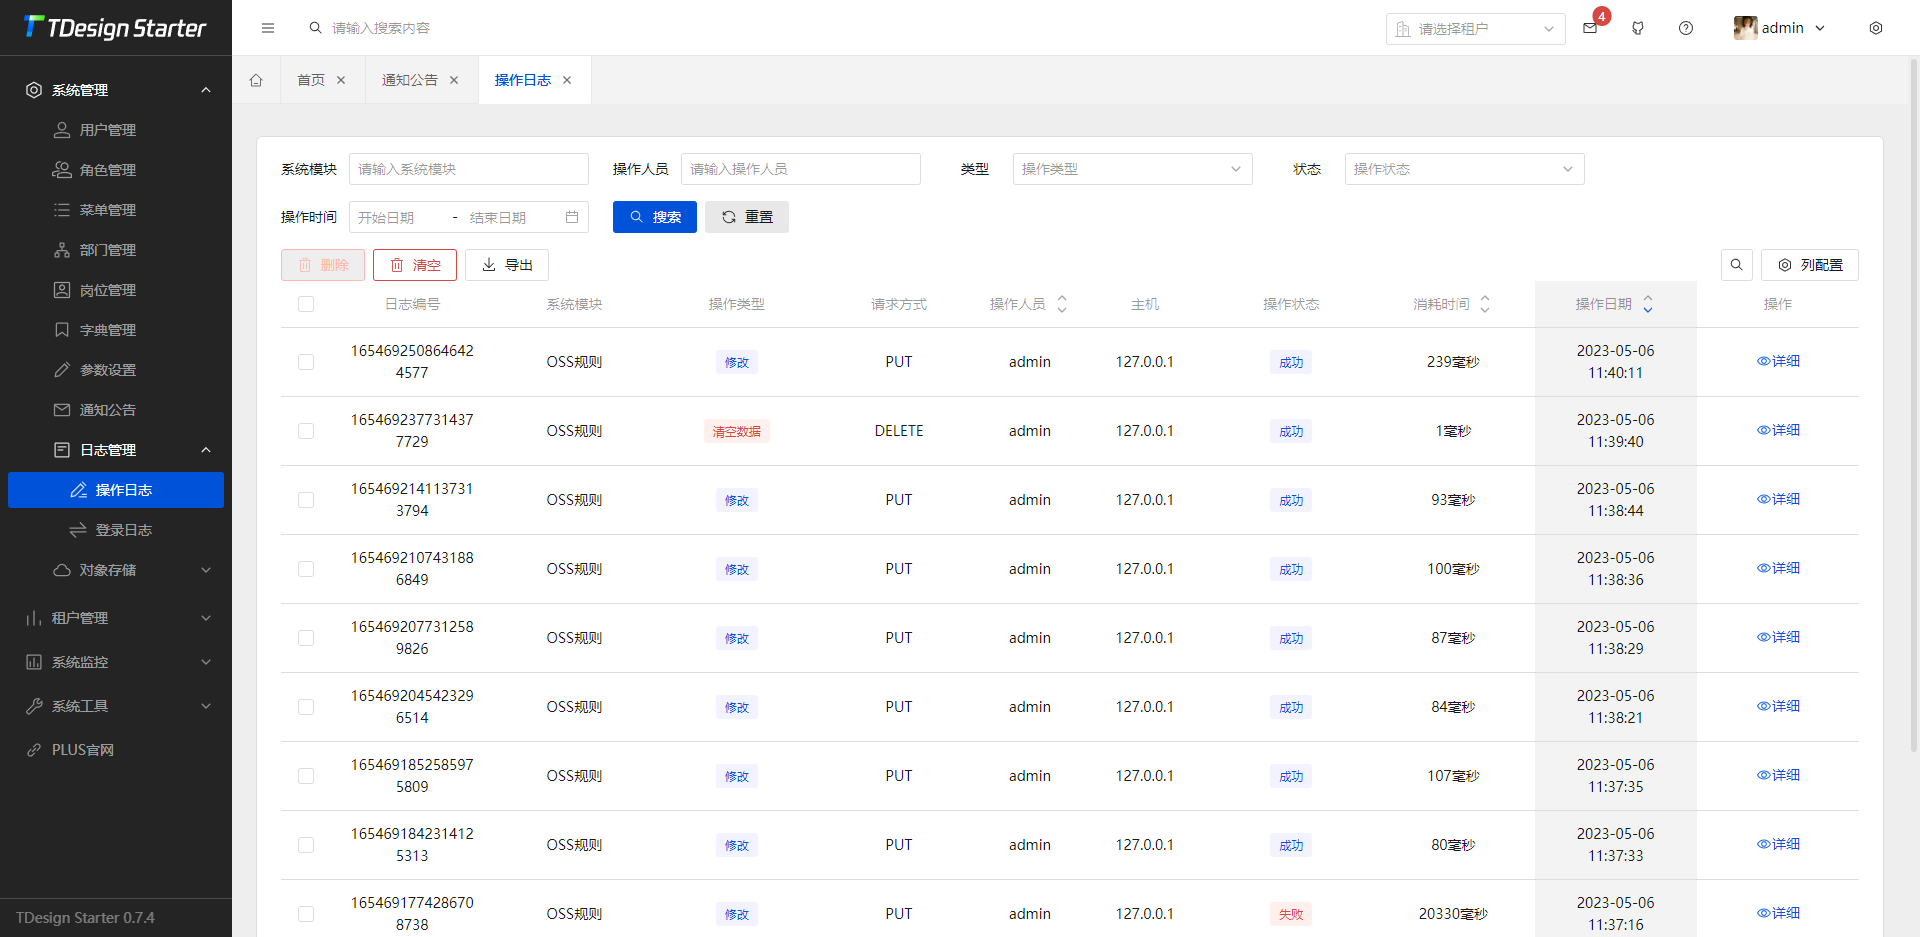 TDesign Starter
系统管理
用户管理
角色管理
菜单管理
部门管理
岗位管理
字典管理
参数设置
通知公告
日志管理
操作日志
登录日志
对象存储
租户管理
系统监控
系统工具
PLUS官网
TDesign Starter 0.7.4
请输入搜索内容
请选择租户
4
admin
首页
通知公告
操作日志
系统模块 请输入系统模块 操作人员 请输入操作人员 类型 操作类型 状态 操作状态
操作时间 开始日期 - 结束日期 搜索 重置
删除 清空 导出 列配置
日志编号 系统模块 操作类型 请求方式 操作人员 主机 操作状态 消耗时间 操作日期 操作
165469250864642
4577
OSS规则 修改 PUT admin 127.0.0.1 成功 239毫秒
2023-05-06
11:40:11
详细
165469237731437
7729
OSS规则 清空数据 DELETE admin 127.0.0.1 成功 1毫秒
2023-05-06
11:39:40
详细
165469214113731
3794
OSS规则 修改 PUT admin 127.0.0.1 成功 93毫秒
2023-05-06
11:38:44
详细
165469210743188
6849
OSS规则 修改 PUT admin 127.0.0.1 成功 100毫秒
2023-05-06
11:38:36
详细
165469207731258
9826
OSS规则 修改 PUT admin 127.0.0.1 成功 87毫秒
2023-05-06
11:38:29
详细
165469204542329
6514
OSS规则 修改 PUT admin 127.0.0.1 成功 84毫秒
2023-05-06
11:38:21
详细
165469185258597
5809
OSS规则 修改 PUT admin 127.0.0.1 成功 107毫秒
2023-05-06
11:37:35
详细
165469184231412
5313
OSS规则 修改 PUT admin 127.0.0.1 成功 80毫秒
2023-05-06
11:37:33
详细
165469177428670
8738
OSS规则 修改 PUT admin 127.0.0.1 失败 20330毫秒
2023-05-06
11:37:16
详细